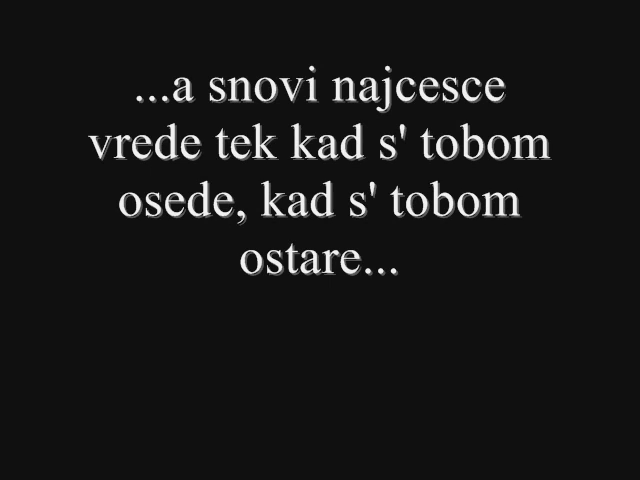 ...a snovi najcesce
vrede tek kad s' tobom
osede, kad s' tobom
ostare...